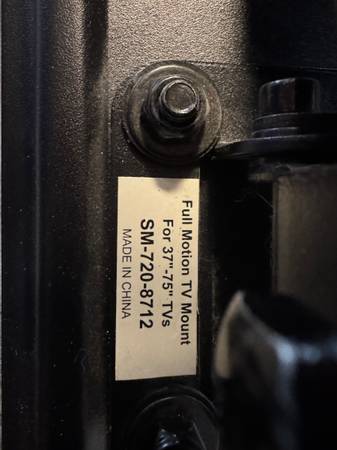 Full Motion TV Mount
For 37"-75" TVs
SM-720-8712
MADE IN CHINA